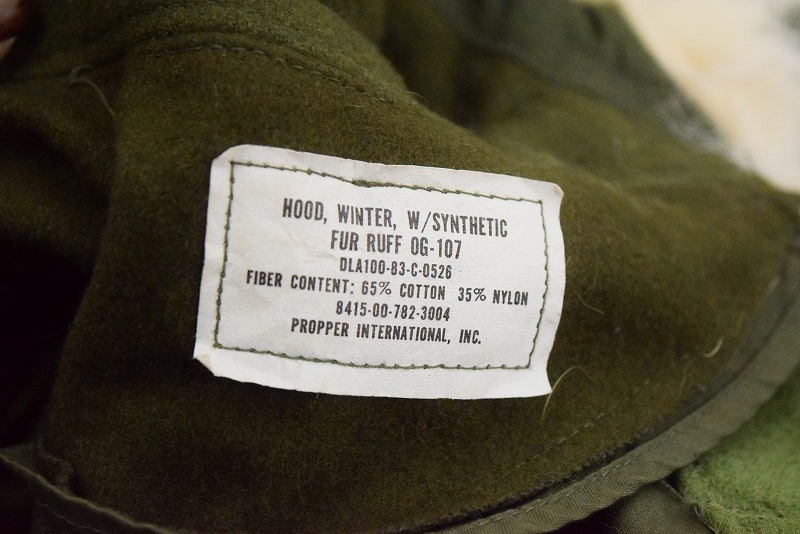 HOOD, WINTER, W/SYNTHETIC
FUR RUFF OG-107
DLA100-83-C-0526
FIBER CONTENT: 65% COTTON 35% NYLON
8415-00-782-3004
PROPPER INTERNATIONAL, INC.